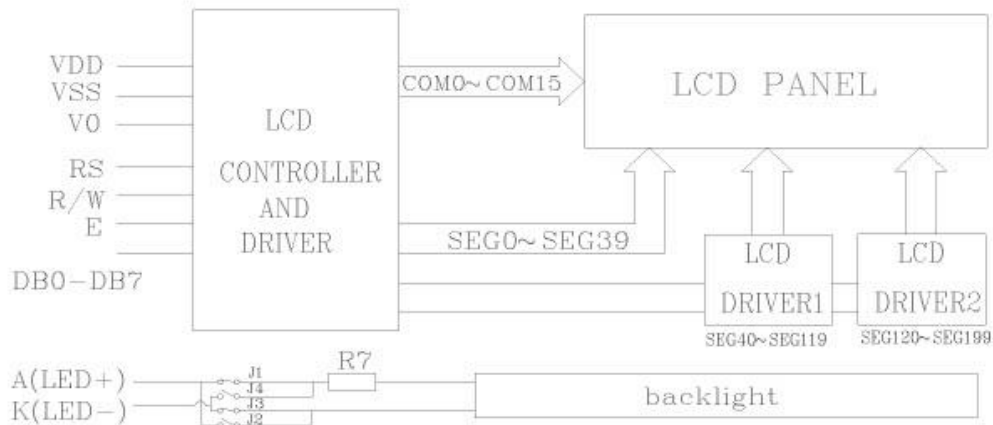 VDD
VSS
V0
RS
R/W
E
DB0-DB7
LCD
CONTROLLER
AND
DRIVER
COM0~COM15
LCD PANEL
SEG0~SEG39
LCD
DRIVER1
SEG40~SEG119
LCD
DRIVER2
SEG120~SEG199
A(LED+)
K(LED-)
J1
J4
J3
J2
R7
backlight